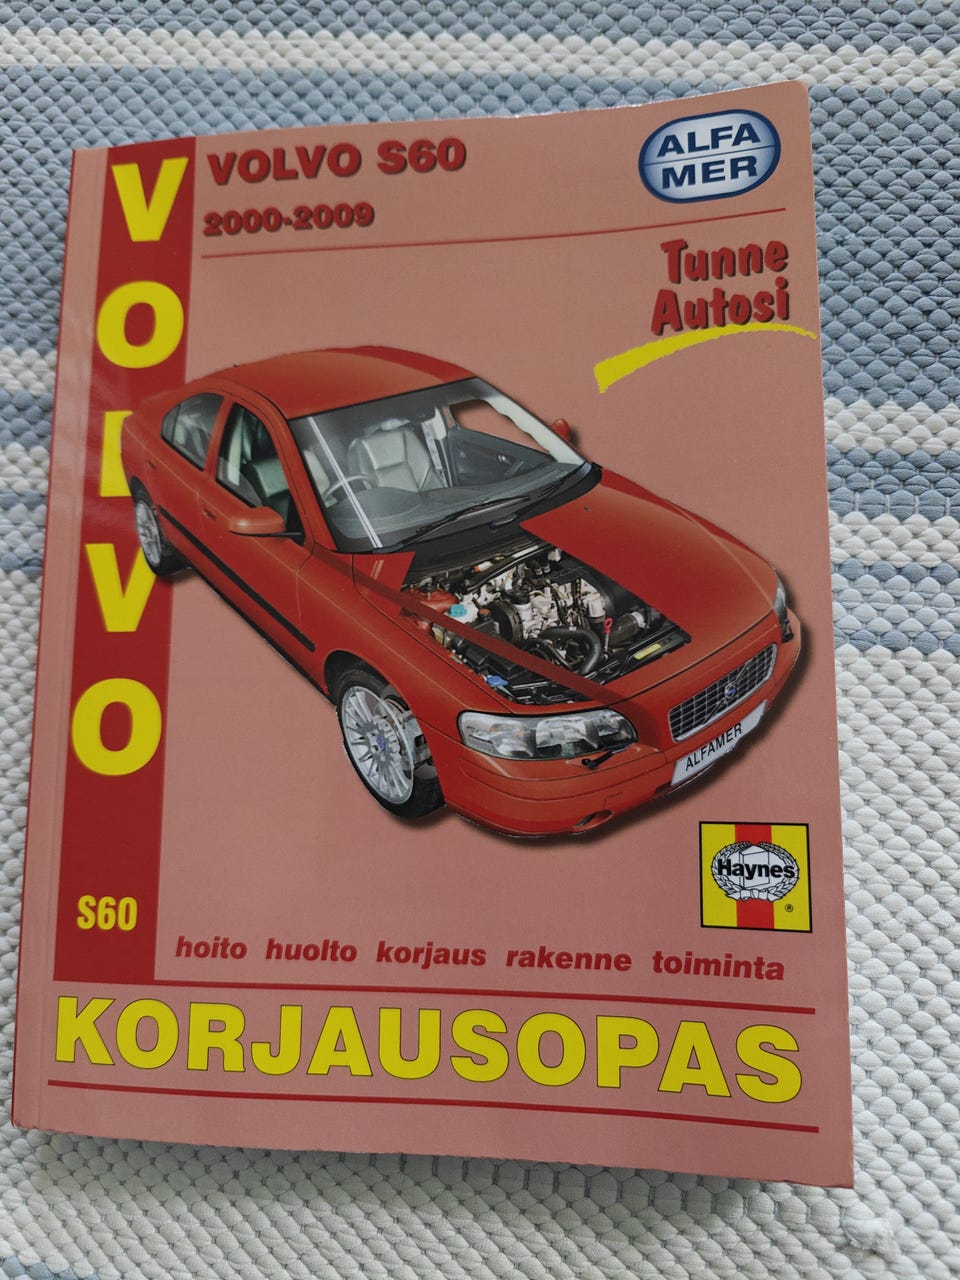 VOLVO
S60
VOLVO S60
2000-2009
ALFA
MER
Tunne
Autosi
ALFAMER
Haynes
®
hoito huolto korjaus rakenne toiminta
KORJAUSOPAS